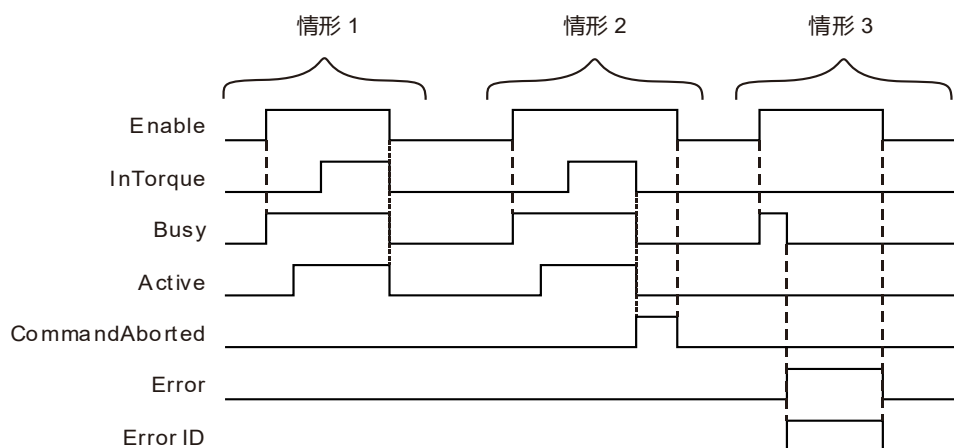 情形 1 情形 2 情形 3
Enable
InTorque
Busy
Active
CommandAborted
Error
Error ID